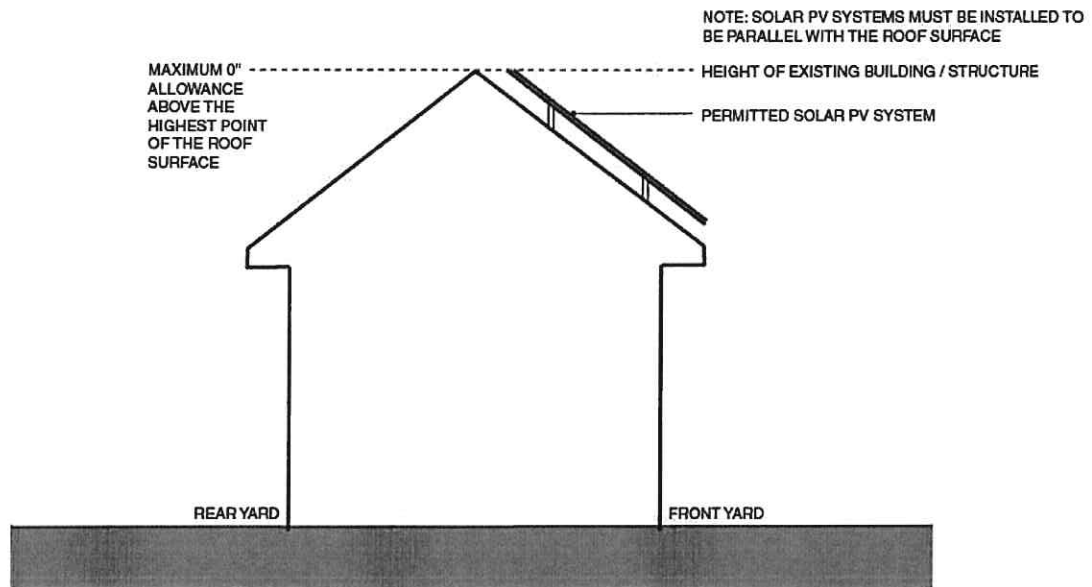 NOTE: SOLAR PV SYSTEMS MUST BE INSTALLED TO
BE PARALLEL WITH THE ROOF SURFACE
MAXIMUM 0"
ALLOWANCE
ABOVE THE
HIGHEST POINT
OF THE ROOF
SURFACE
HEIGHT OF EXISTING BUILDING / STRUCTURE
PERMITTED SOLAR PV SYSTEM
REAR YARD
FRONT YARD